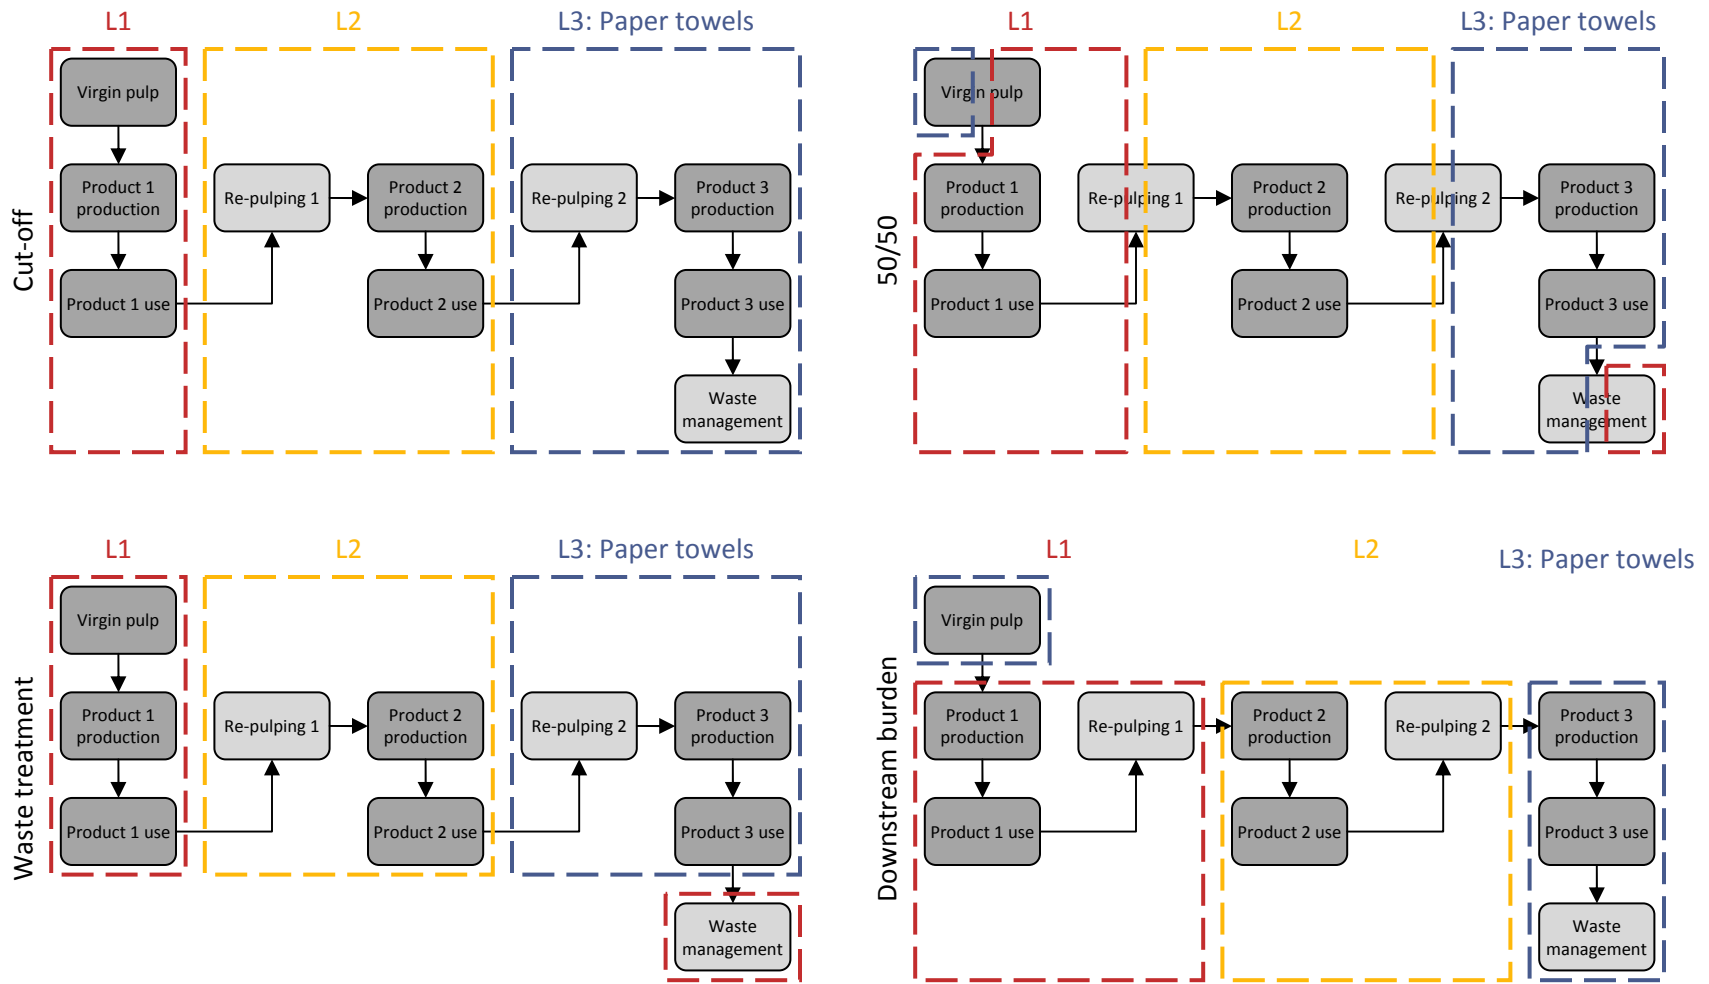 L1
L2
L3: Paper towels
Cut-off
Virgin pulp
Product 1
production
Product 1 use
Re-pulping 1
Product 2
production
Product 2 use
Re-pulping 2
Product 3
production
Product 3 use
Waste
management
L1
L2
L3: Paper towels
50/50
Virgin pulp
Product 1
production
Product 1 use
Re-pulping 1
Product 2
production
Product 2 use
Re-pulping 2
Product 3
production
Product 3 use
Waste
management
L1
L2
L3: Paper towels
Waste treatment
Virgin pulp
Product 1
production
Product 1 use
Re-pulping 1
Product 2
production
Product 2 use
Re-pulping 2
Product 3
production
Product 3 use
Waste
management
L1
L2
L3: Paper towels
Downstream burden
Virgin pulp
Product 1
production
Product 1 use
Re-pulping 1
Product 2
production
Product 2 use
Re-pulping 2
Product 3
production
Product 3 use
Waste
management